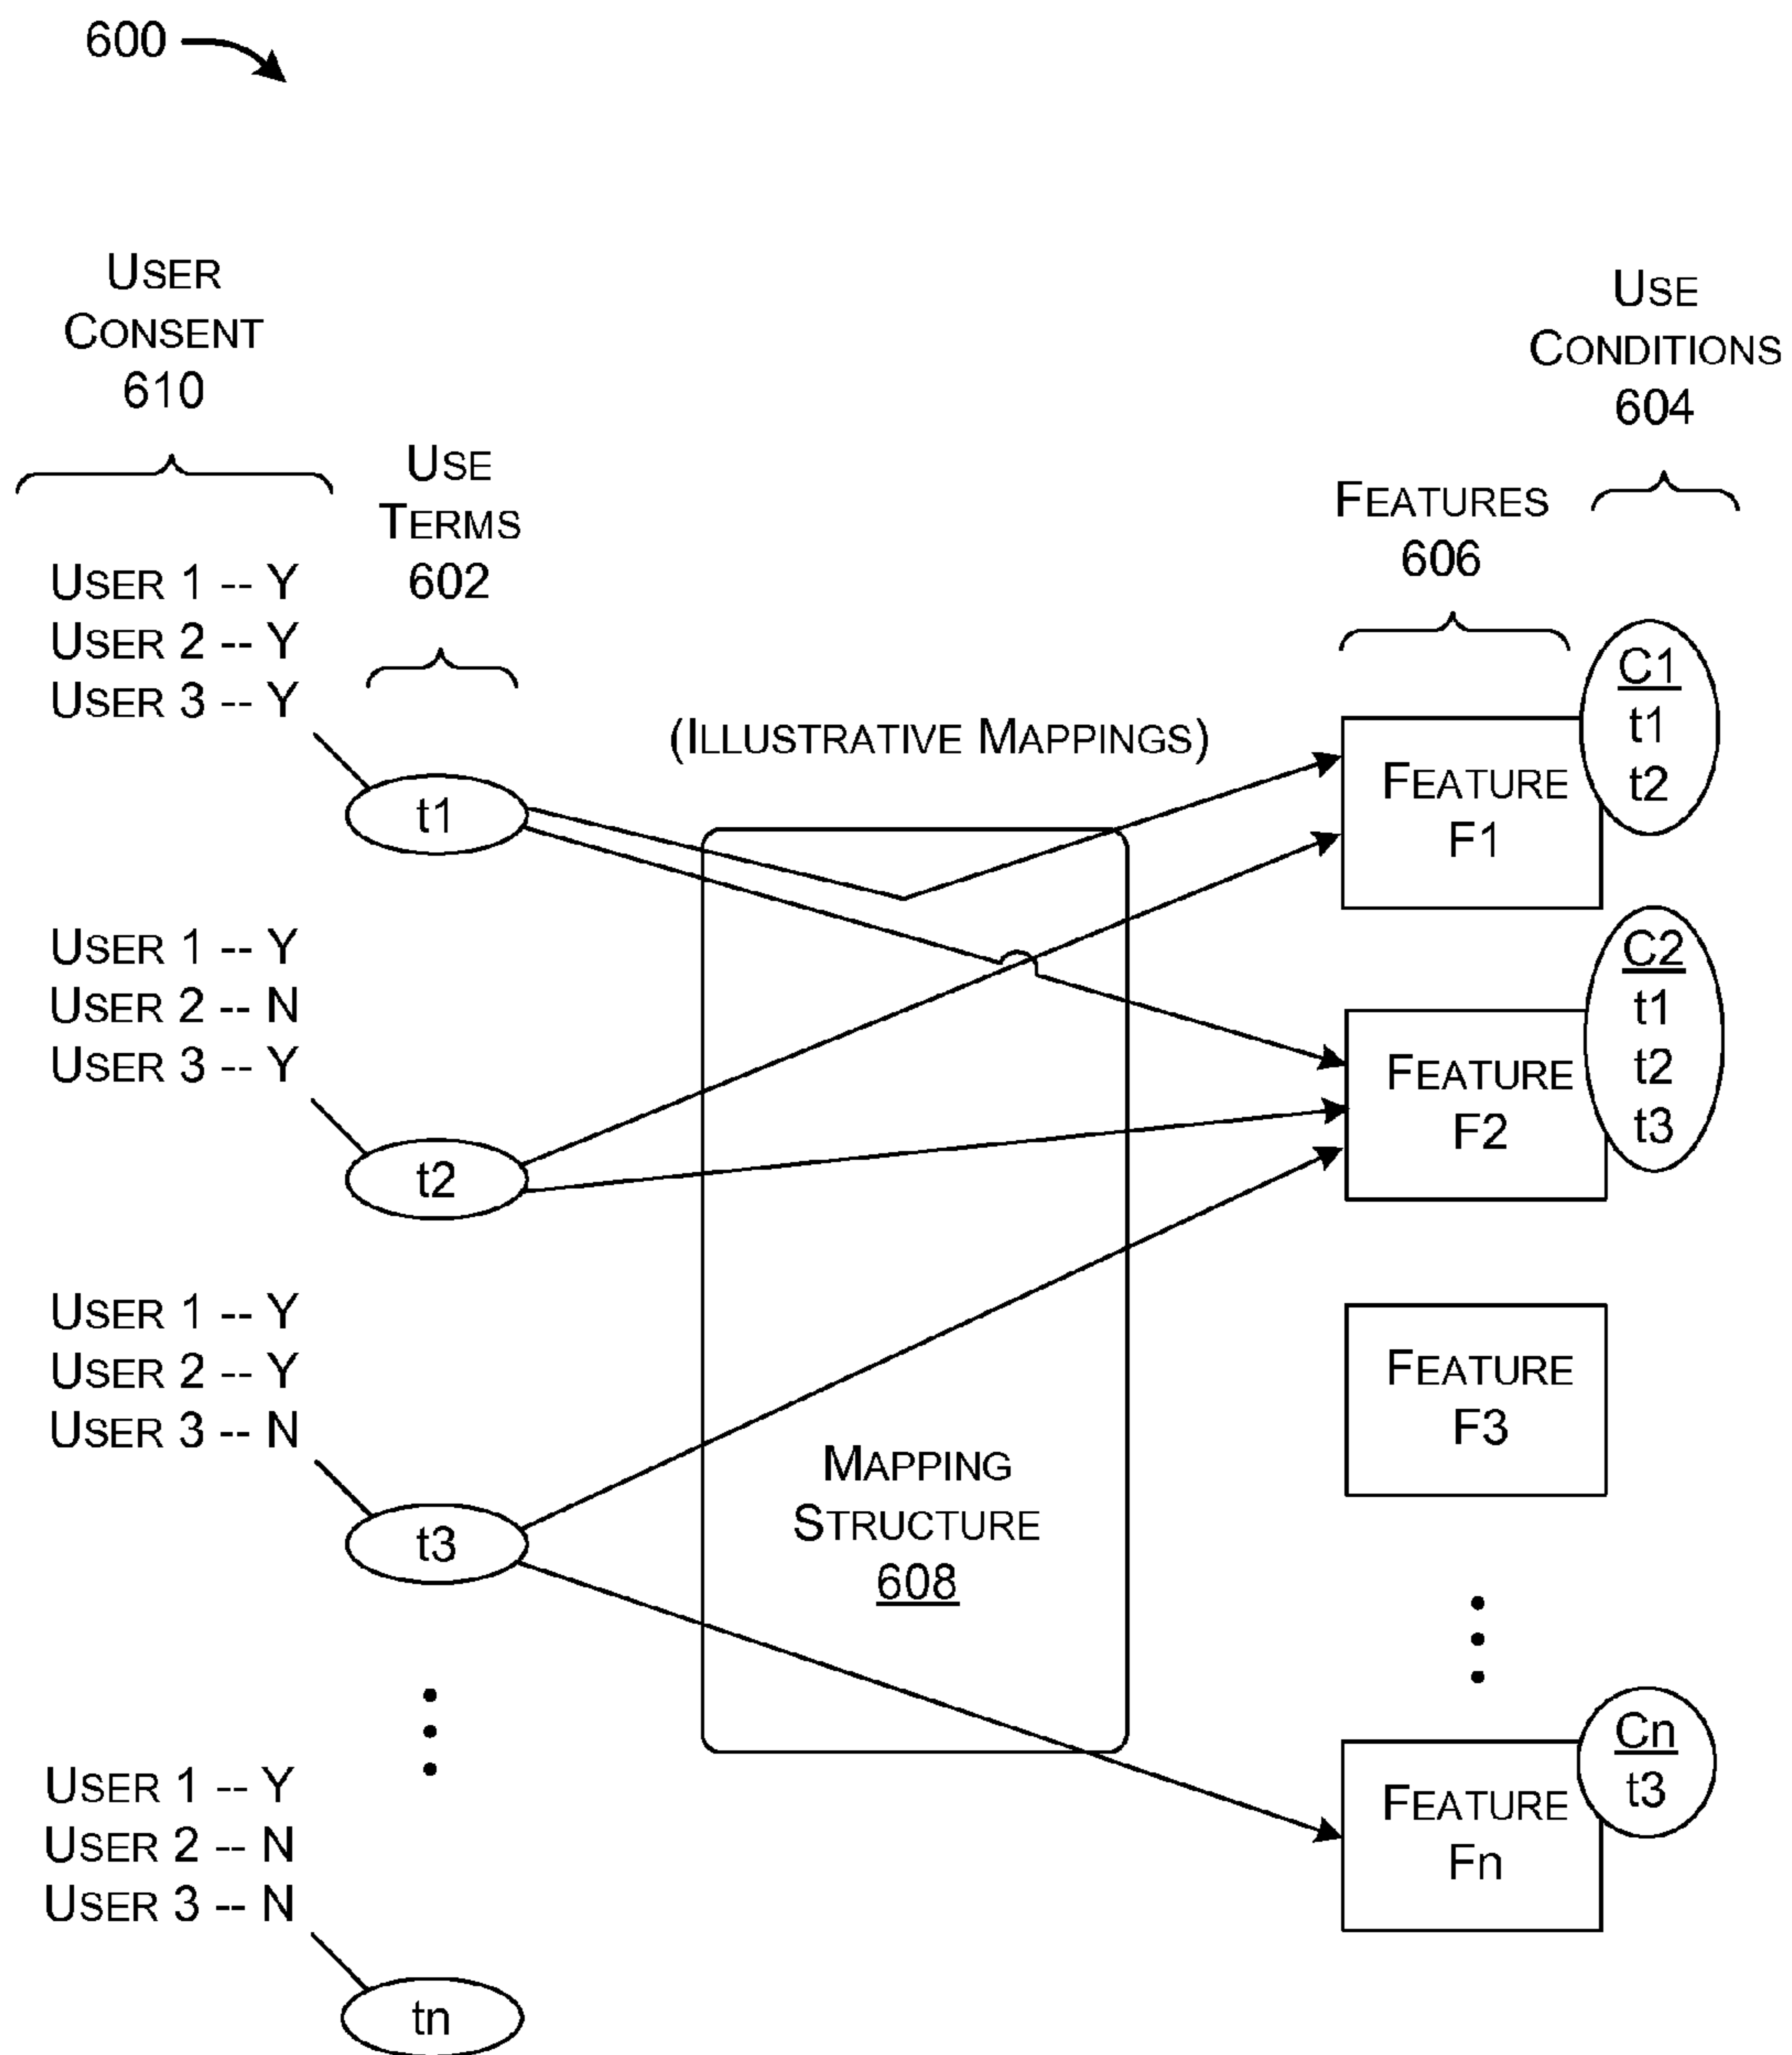 600
USER
CONSENT
610
USE
TERMS
602
FEATURES
606
USE
CONDITIONS
604
USER 1 -- Y
USER 2 -- Y
USER 3 -- Y
t1
(ILLUSTRATIVE MAPPINGS)
FEATURE
F1
C1
t1
t2
USER 1 -- Y
USER 2 -- N
USER 3 -- Y
t2
FEATURE
F2
C2
t1
t2
t3
USER 1 -- Y
USER 2 -- Y
USER 3 -- N
t3
MAPPING
STRUCTURE
608
FEATURE
F3
USER 1 -- Y
USER 2 -- N
USER 3 -- N
tn
FEATURE
Fn
Cn
t3